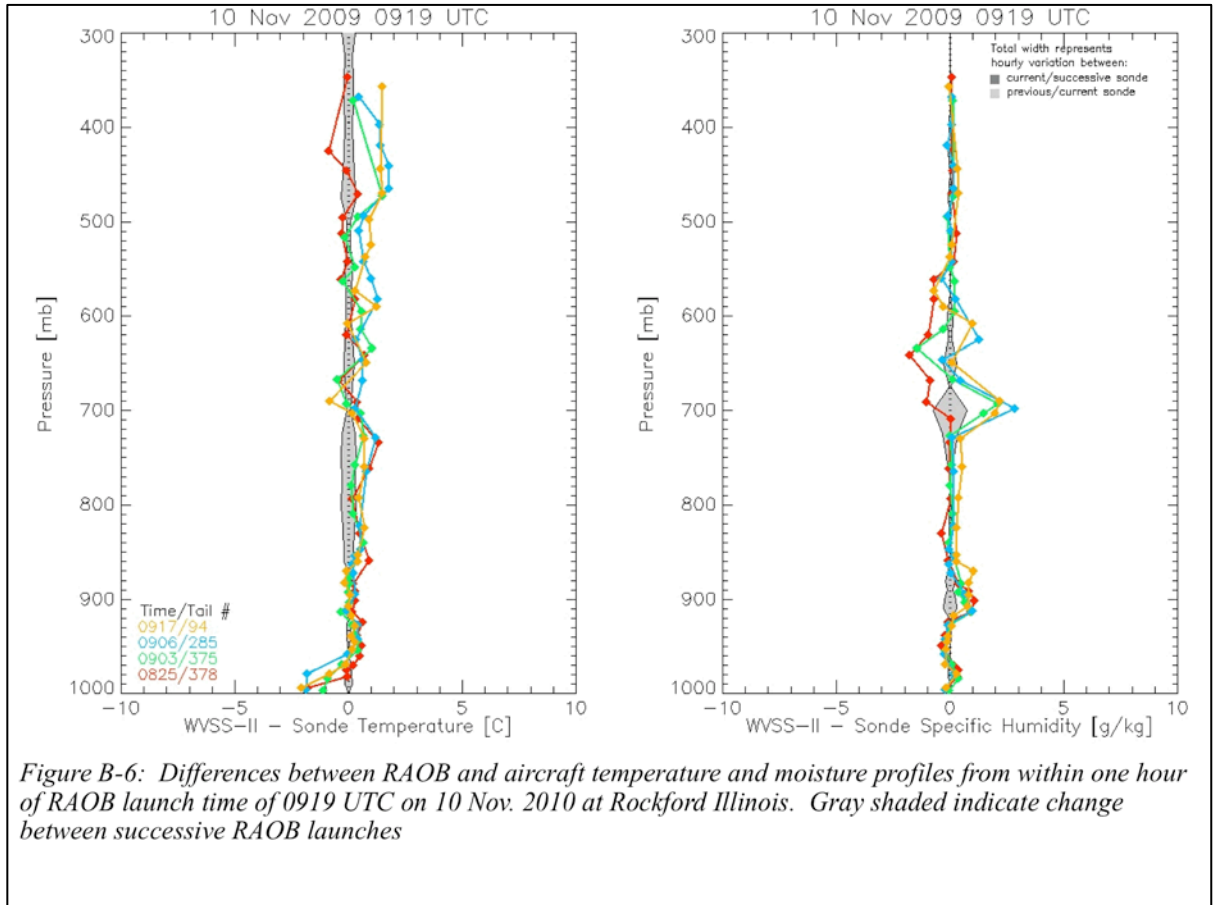 10 Nov 2009 0919 UTC
300
400
500
600
700
800
900
1000
Pressure [mb]
Time/Tail #
0917/94
0906/285
0903/375
0825/378
-10
-5
0
5
10
WVSS-II - Sonde Temperature [C]
10 Nov 2009 0919 UTC
Total width represents
hourly variation between:
current/successive sonde
previous/current sonde
300
400
500
600
700
800
900
1000
Pressure [mb]
-10
-5
0
5
10
WVSS-II - Sonde Specific Humidity [g/kg]
Figure B-6: Differences between RAOB and aircraft temperature and moisture profiles from within one hour
of RAOB launch time of 0919 UTC on 10 Nov. 2010 at Rockford Illinois. Gray shaded indicate change
between successive RAOB launches